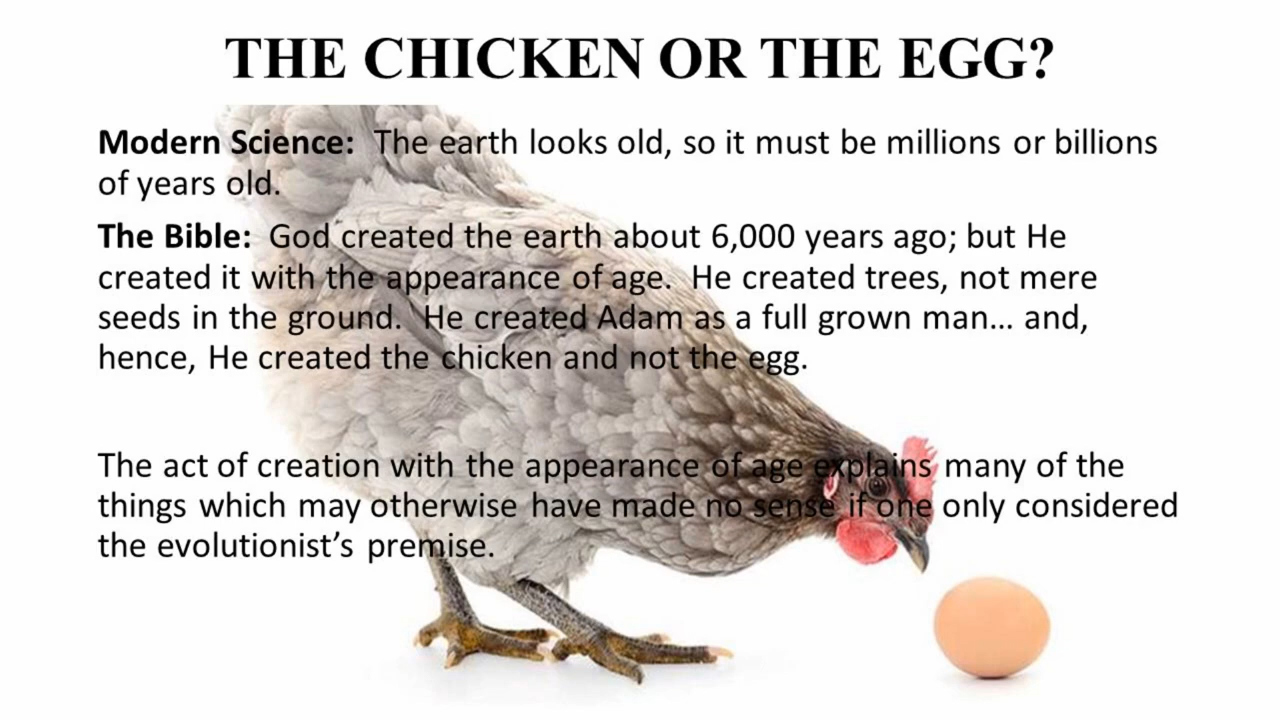 THE CHICKEN OR THE EGG?
Modern Science: The earth looks old, so it must be millions or billions
of years old.
The Bible: God created the earth about 6,000 years ago; but He
created it with the appearance of age. He created trees, not mere
seeds in the ground. He created Adam as a full grown man... and,
hence, He created the chicken and not the egg.
The act of creation with the appearance of age explains many of the
things which may otherwise have made no sense if one only considered
the evolutionist's premise.